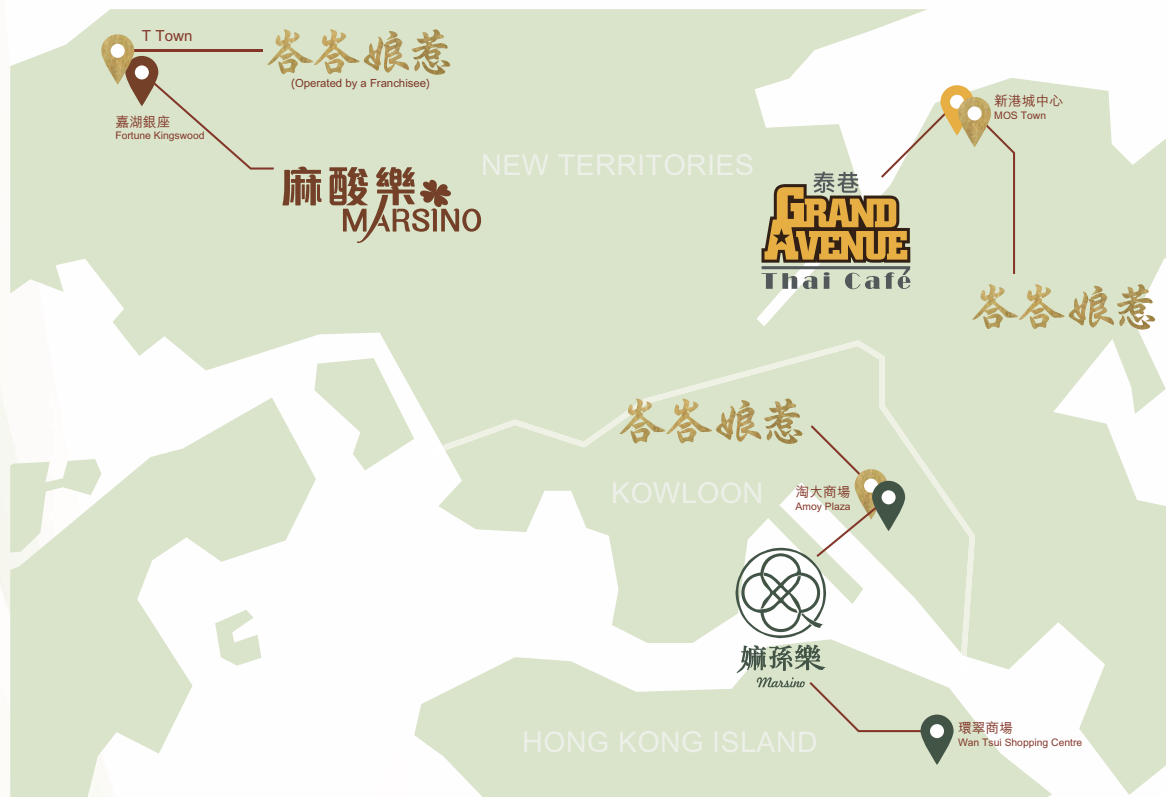 T Town
峇峇娘惹
(Operated by a Franchisee)
嘉湖銀座
Fortune Kingswood
麻酸樂
MARSINO
NEW TERRITORIES
新港城中心
MOS Town
泰巷
GRAND
AVENUE
Thai Café
峇峇娘惹
峇峇娘惹
KOWLOON
淘大商場
Amoy Plaza
嫲孫樂
Marsino
HONG KONG ISLAND
環翠商場
Wan Tsui Shopping Centre